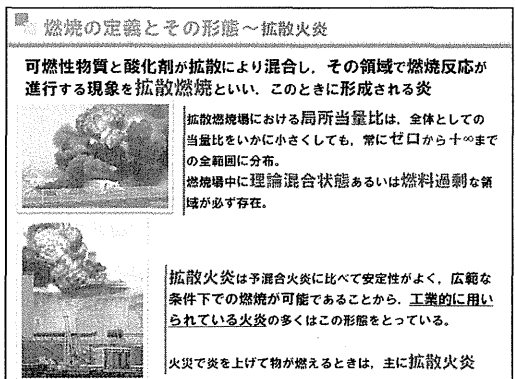 燃焼の定義とその形態～拡散火炎
可燃性物質と酸化剤が拡散により混合し，その領域で燃焼反応が
進行する現象を拡散燃焼といい，このときに形成される炎
拡散燃焼場における局所当量比は，全体としての
当量比をいかに小さくしても，常にゼロから＋∞まで
の全範囲に分布。
燃焼場中に理論混合状態あるいは燃料過剰な領
域が必ず存在。
拡散火炎は予混合火炎に比べて安定性がよく，広範な
条件下での燃焼が可能であることから，工業的に用い
られている火炎の多くはこの形態をとっている。
火災で炎を上げて物が燃えるときは，主に拡散火炎